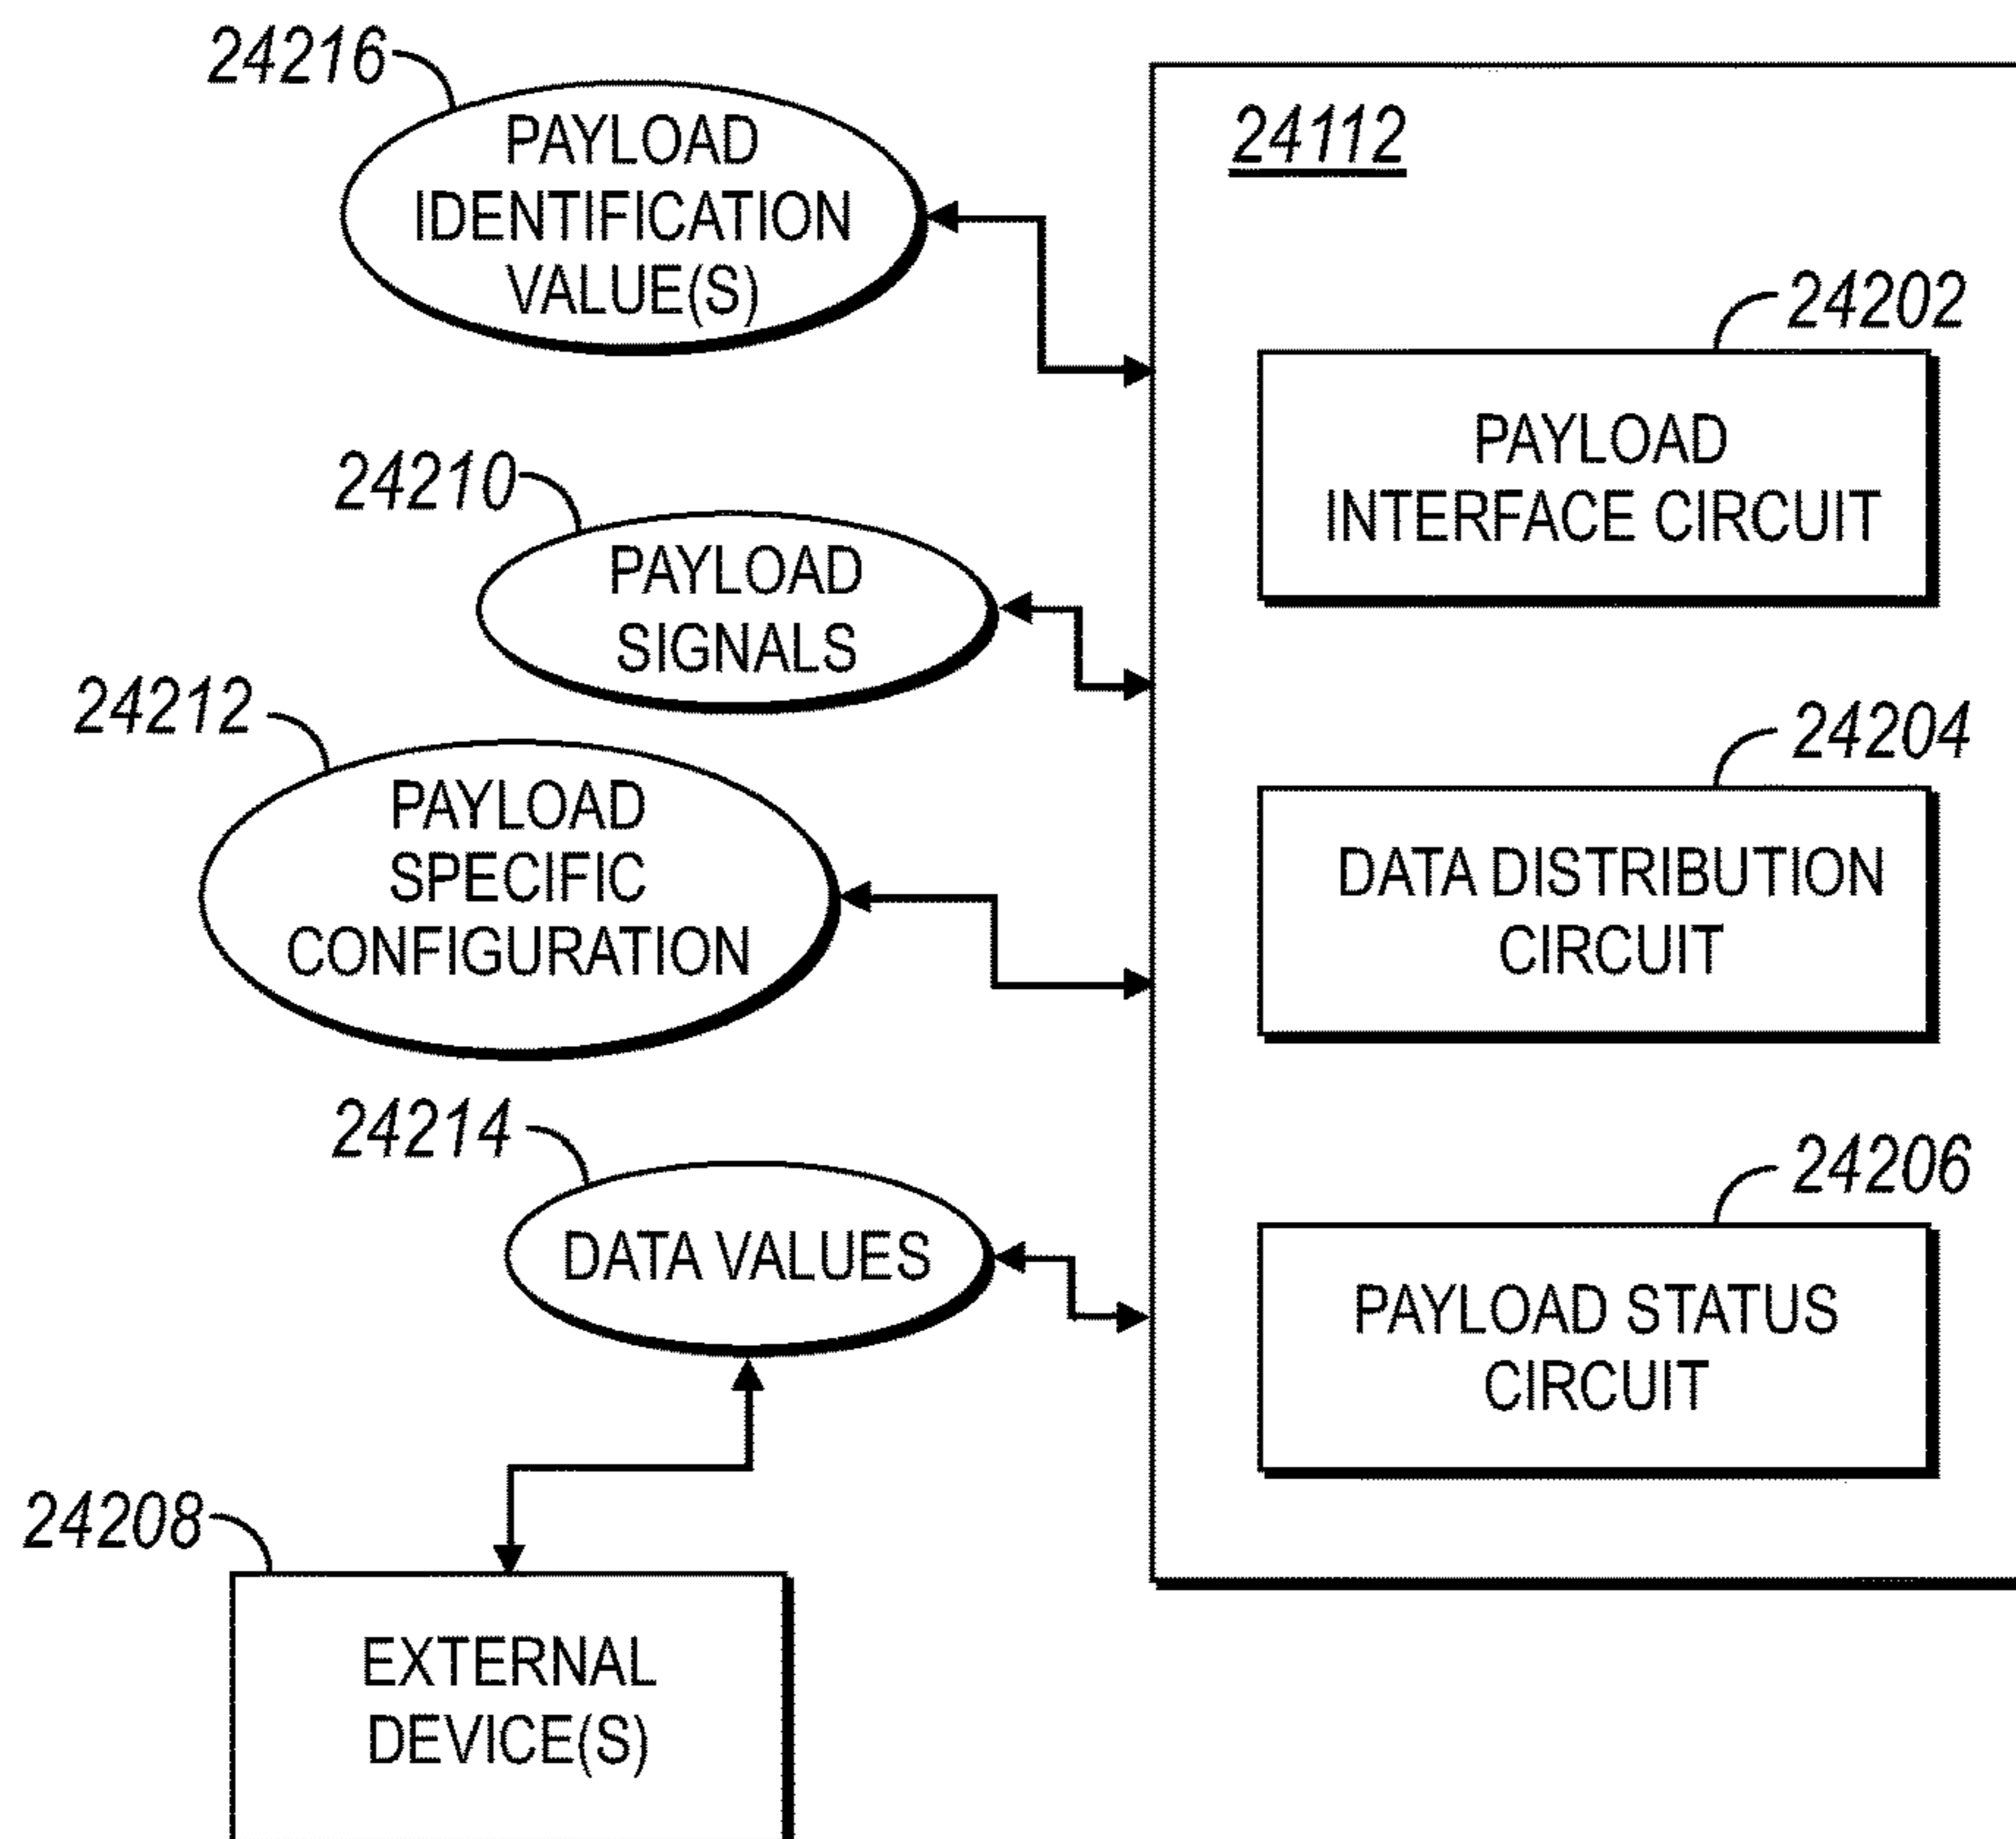 24216
PAYLOAD
IDENTIFICATION
VALUE(S)
24210
PAYLOAD
SIGNALS
24212
PAYLOAD
SPECIFIC
CONFIGURATION
24214
DATA VALUES
24208
EXTERNAL
DEVICE(S)
24112
24202
PAYLOAD
INTERFACE CIRCUIT
24204
DATA DISTRIBUTION
CIRCUIT
24206
PAYLOAD STATUS
CIRCUIT